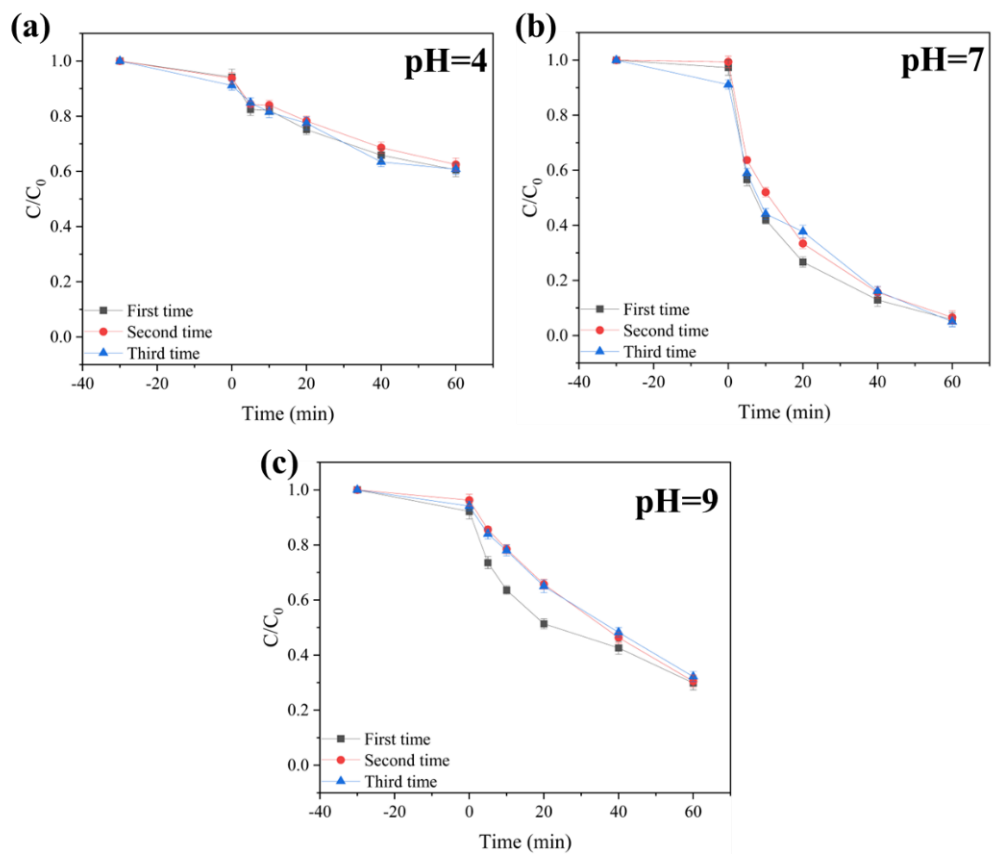 (a)
pH=4
1.0
0.8
0.6
0.4
0.2
0.0
C/C₀
First time
Second time
Third time
-40 -20 0 20 40 60
Time (min)
(b)
pH=7
1.0
0.8
0.6
0.4
0.2
0.0
C/C₀
First time
Second time
Third time
-40 -20 0 20 40 60
Time (min)
(c)
pH=9
1.0
0.8
0.6
0.4
0.2
0.0
C/C₀
First time
Second time
Third time
-40 -20 0 20 40 60
Time (min)